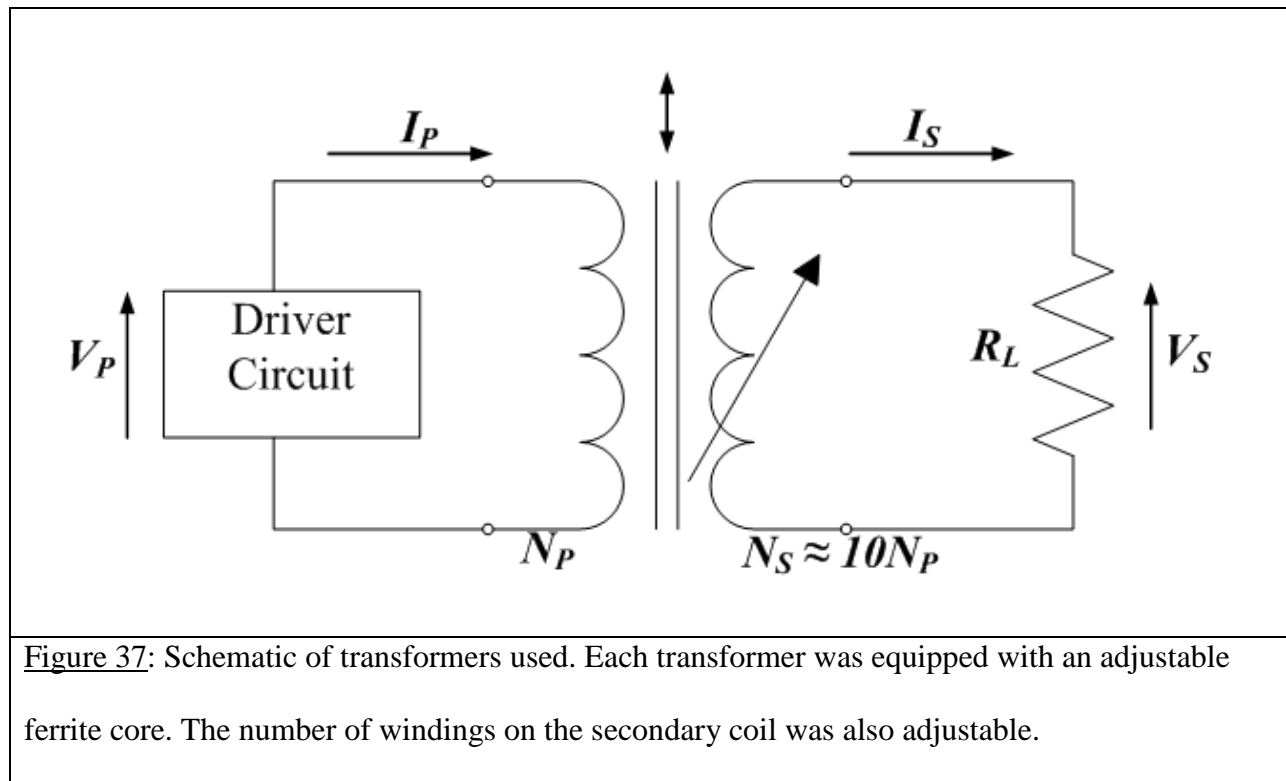 I_P
I_S
Driver
Circuit
V_P
R_L
V_S
N_P
N_S ≈ 10N_P
Figure 37: Schematic of transformers used. Each transformer was equipped with an adjustable
ferrite core. The number of windings on the secondary coil was also adjustable.